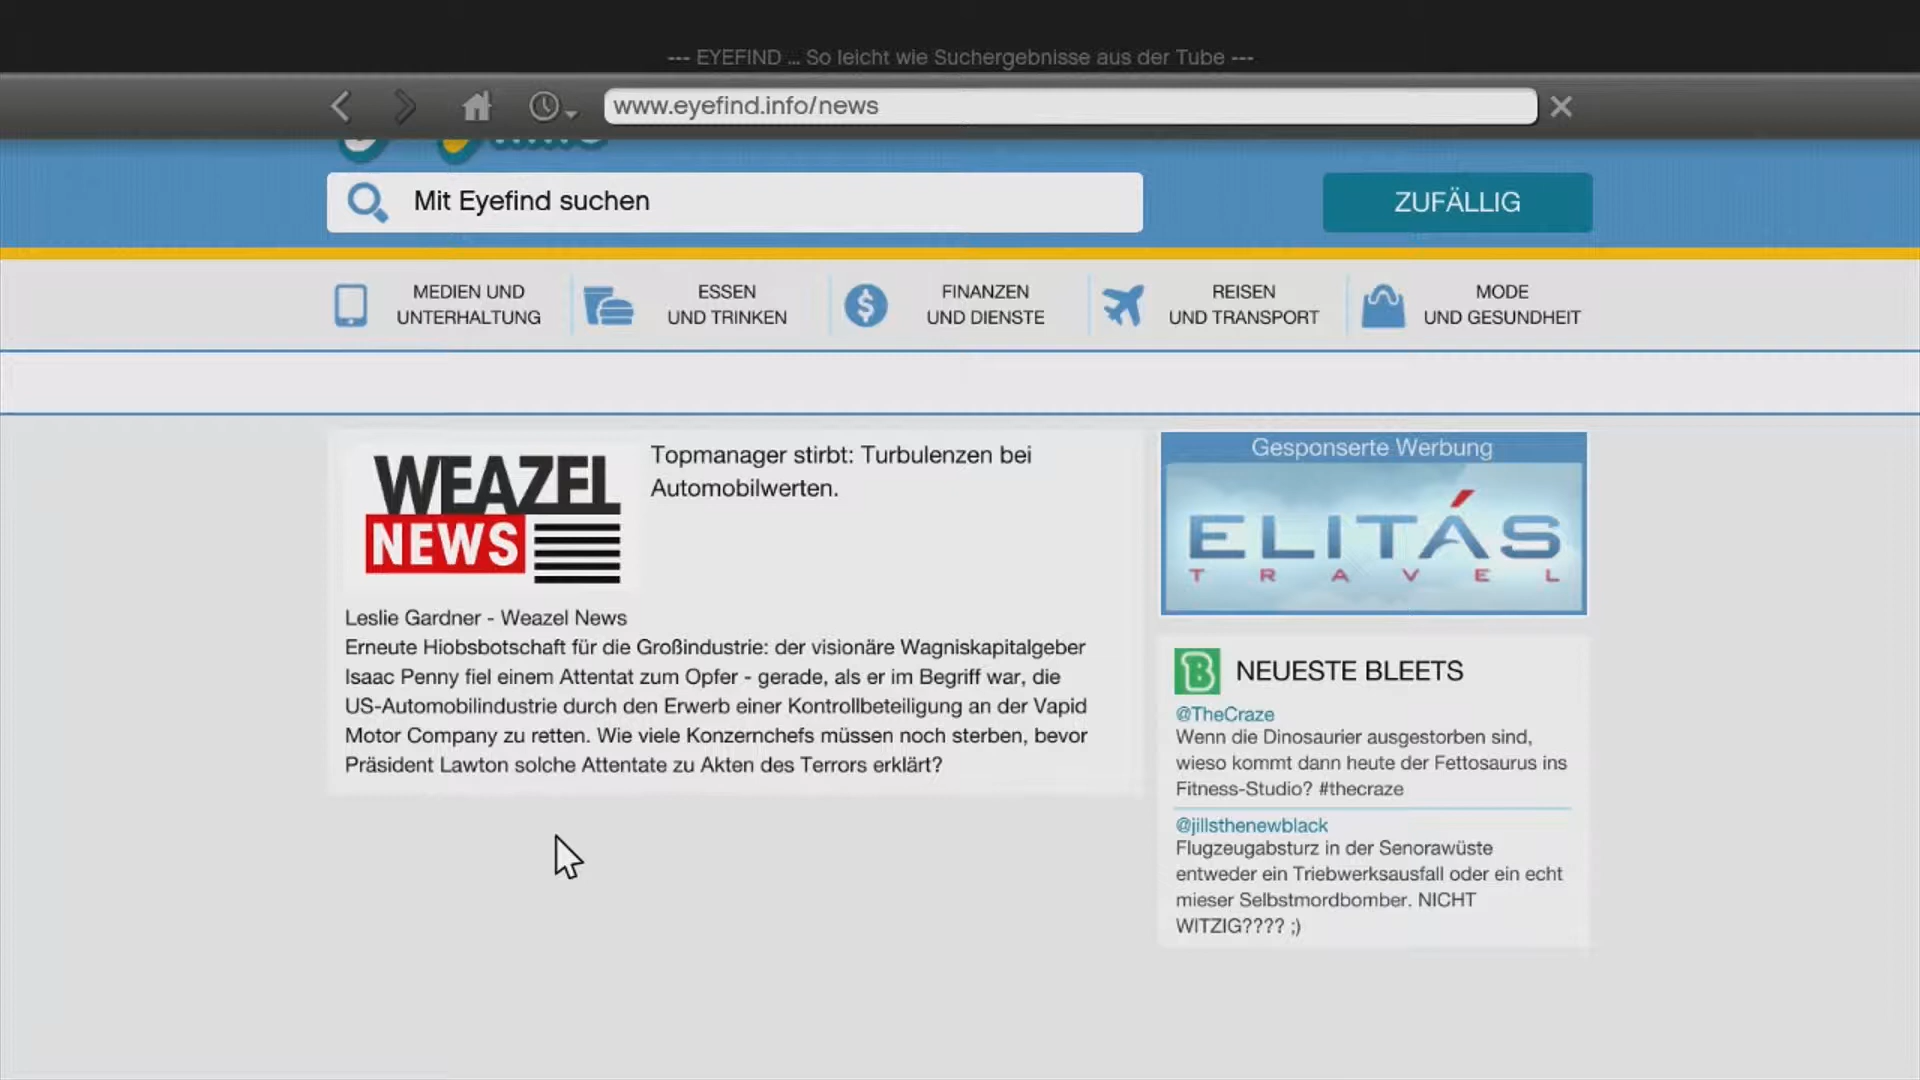 --- EYEFIND ... So leicht wie Suchergebnisse aus der Tube ---
www.eyefind.info/news
Mit Eyefind suchen
ZUFÄLLIG
MEDIEN UND
UNTERHALTUNG
ESSEN
UND TRINKEN
FINANZEN
UND DIENSTE
REISEN
UND TRANSPORT
MODE
UND GESUNDHEIT
WEAZEL
NEWS
Topmanager stirbt: Turbulenzen bei
Automobilwerten.
Leslie Gardner - Weazel News
Erneute Hiobsbotschaft für die Großindustrie: der visionäre Wagniskapitalgeber
Isaac Penny fiel einem Attentat zum Opfer - gerade, als er im Begriff war, die
US-Automobilindustrie durch den Erwerb einer Kontrollbeteiligung an der Vapid
Motor Company zu retten. Wie viele Konzernchefs müssen noch sterben, bevor
Präsident Lawton solche Attentate zu Akten des Terrors erklärt?
Gesponserte Werbung
ELITÁS
TRAVEL
NEUESTE BLEETS
@TheCraze
Wenn die Dinosaurier ausgestorben sind,
wieso kommt dann heute der Fettosaurus ins
Fitness-Studio? #thecraze
@jillsthenewblack
Flugzeugabsturz in der Senorawüste
entweder ein Triebwerksausfall oder ein echt
mieser Selbstmordbomber. NICHT
WITZIG???? ;)